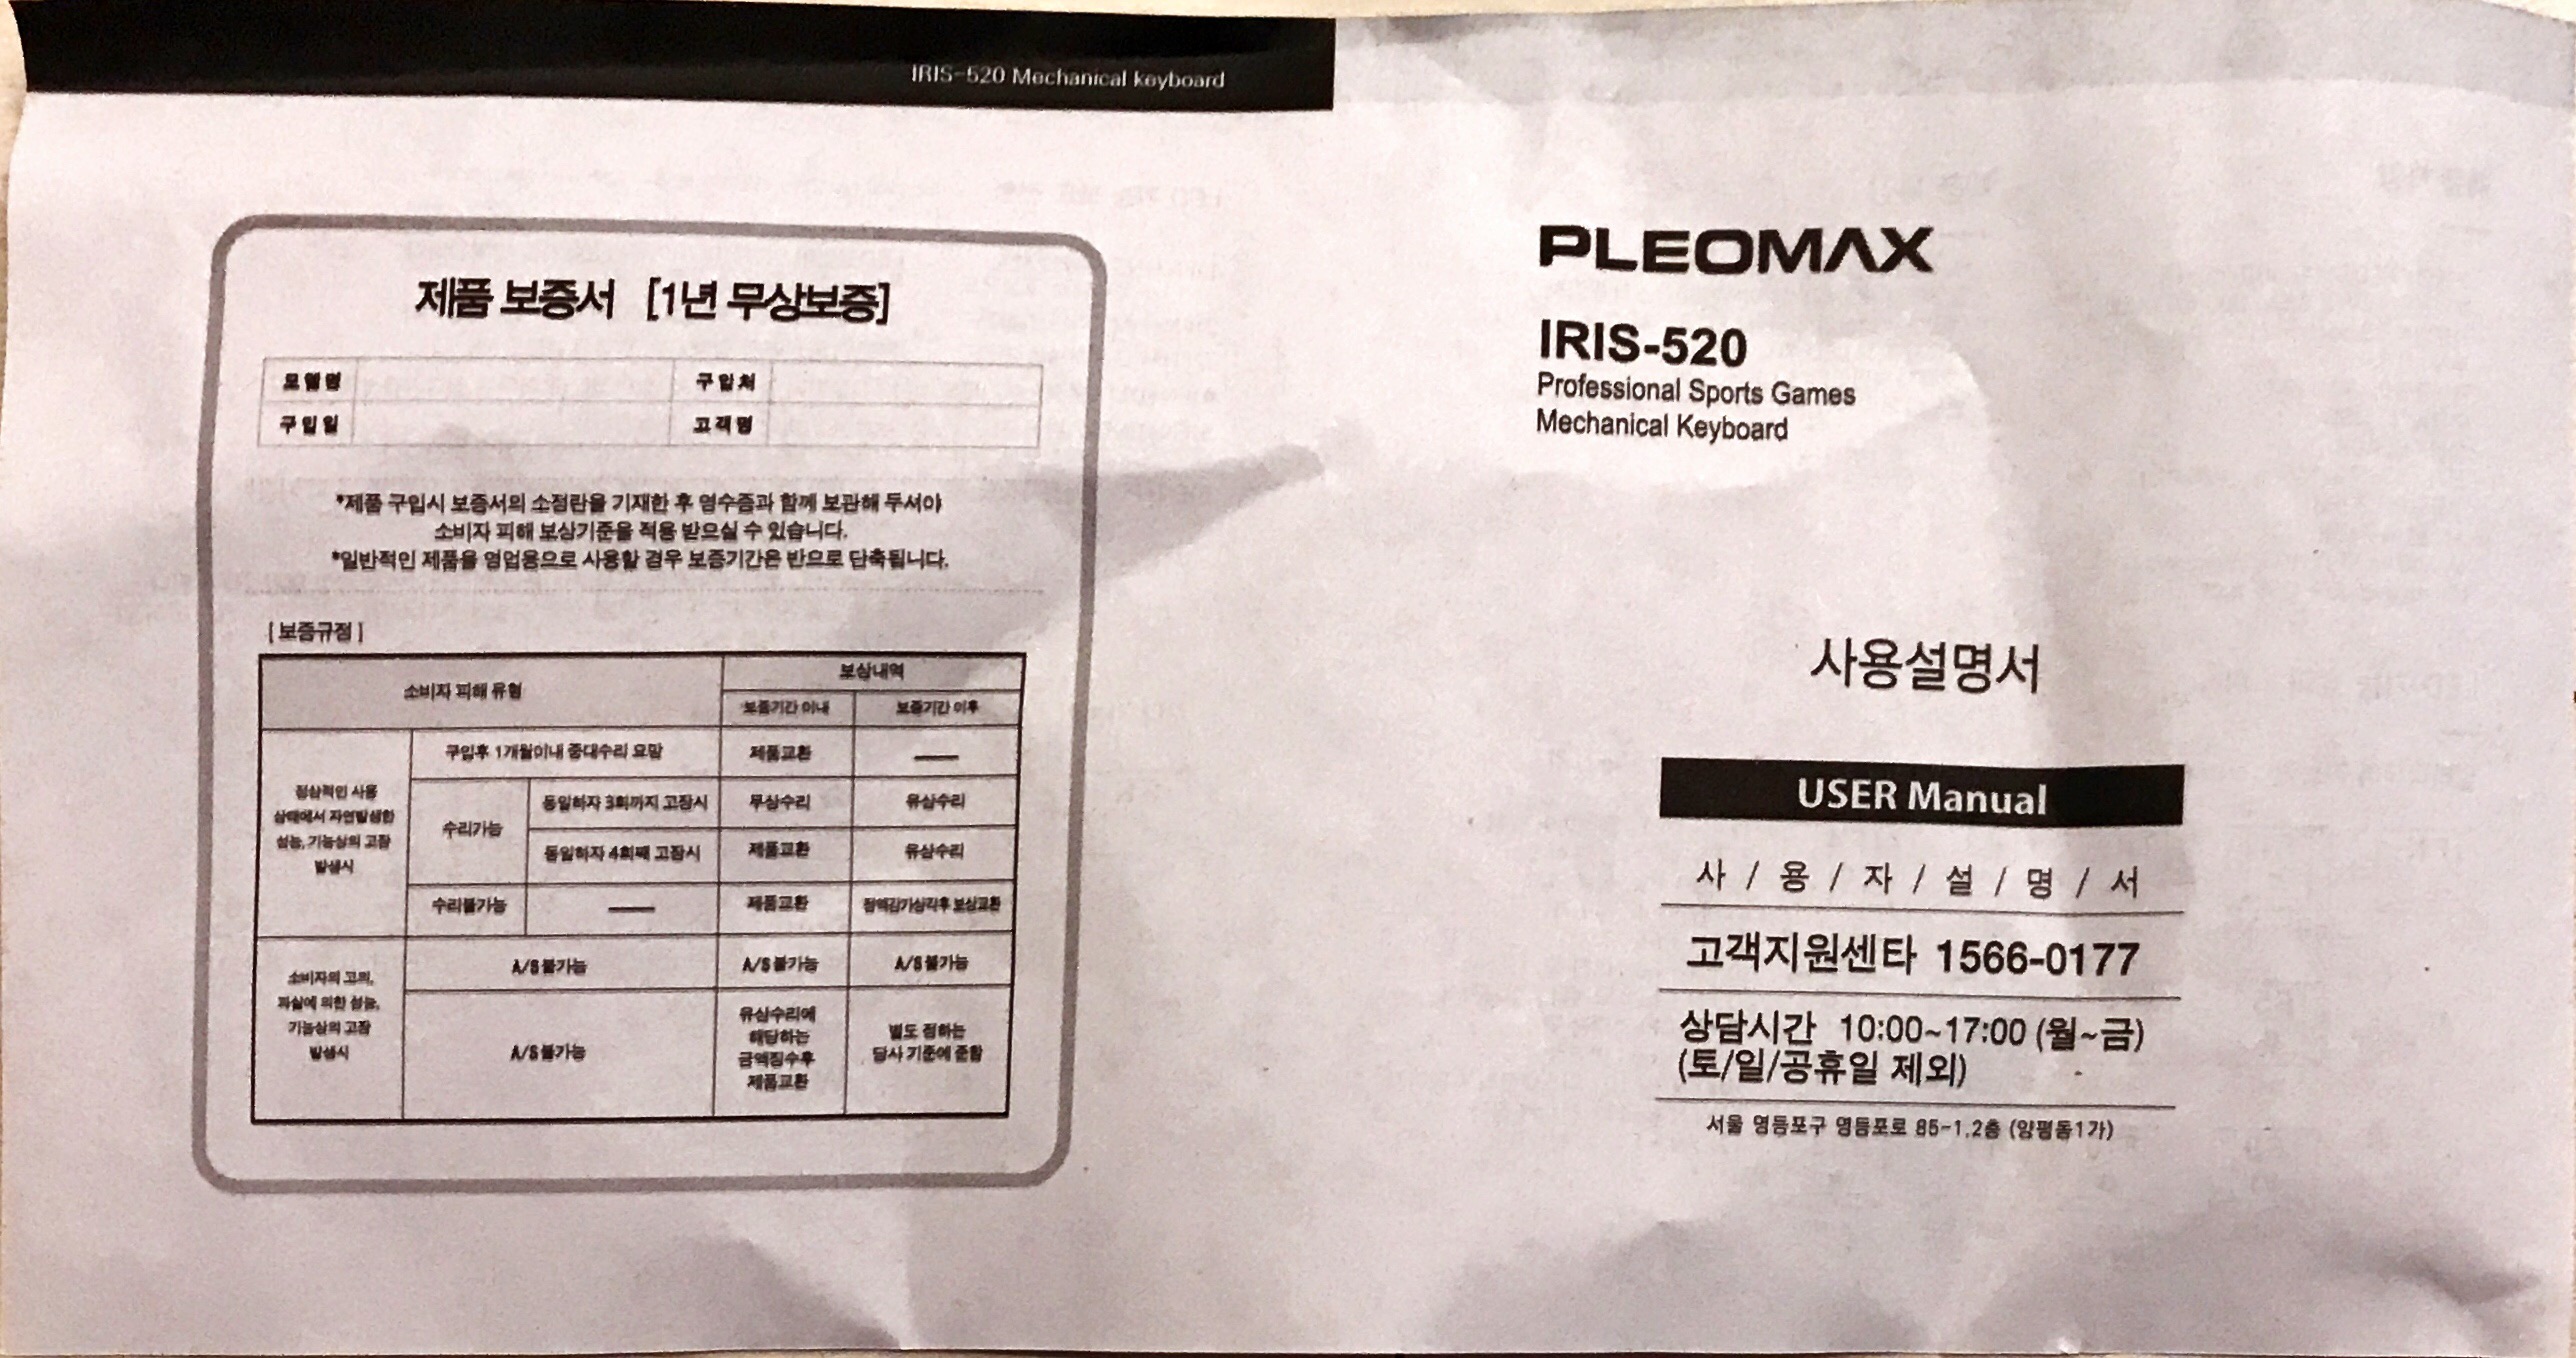 IRIS-520 Mechanical keyboard
제품 보증서 [1년 무상보증]
모델명 구입처
구입일 고객명
*제품 구입시 보증서의 소정란을 기재한 후 영수증과 함께 보관해 두셔야
소비자 피해 보상기준을 적용 받으실 수 있습니다.
*일반적인 제품을 영업용으로 사용할 경우 보증기간은 반으로 단축됩니다.
[ 보증규정 ]
소비자 피해 유형
보상내역
보증기간 이내
보증기간 이후
정상적인 사용
상태에서 자연발생한
성능, 기능상의 고장
발생시
구입후 1개월이내 중대수리 요망
제품교환
수리가능
동일하자 3회까지 고장시
무상수리
유상수리
동일하자 4회째 고장시
제품교환
유상수리
수리불가능
제품교환
정액감가상각후 보상교환
소비자의 고의,
과실에 의한 성능,
기능상의 고장
발생시
A/S불가능
A/S불가능
A/S불가능
A/S불가능
유상수리에
해당하는
금액징수후
제품교환
별도 정하는
당사 기준에 준함
PLEOMAX
IRIS-520
Professional Sports Games
Mechanical Keyboard
사용설명서
USER Manual
사 / 용 / 자 / 설 / 명 / 서
고객지원센타 1566-0177
상담시간 10:00~17:00 (월~금)
(토/일/공휴일 제외)
서울 영등포구 영등포로 85-1,2층 (양평동1가)